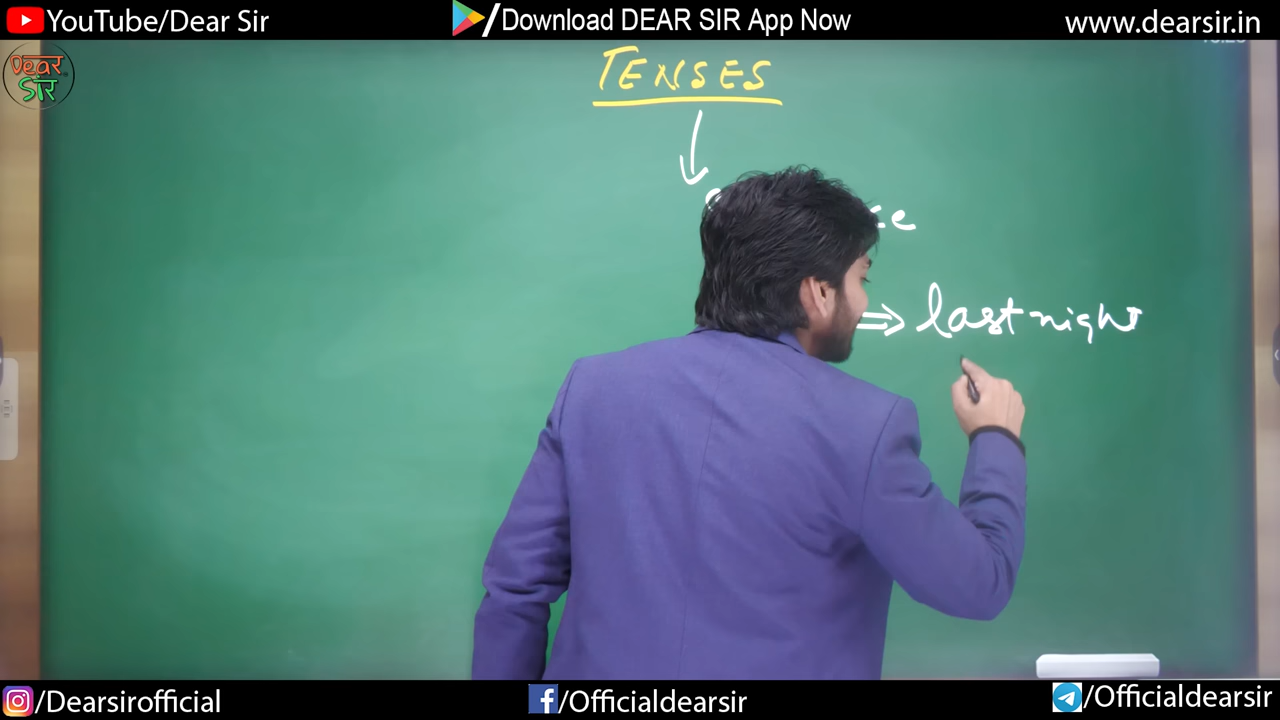 YouTube/Dear Sir
/Download DEAR SIR App Now
www.dearsir.in
Dear
SIR
TENSES
⇒ last night
/Dearsirofficial
/Officialdearsir
/Officialdearsir